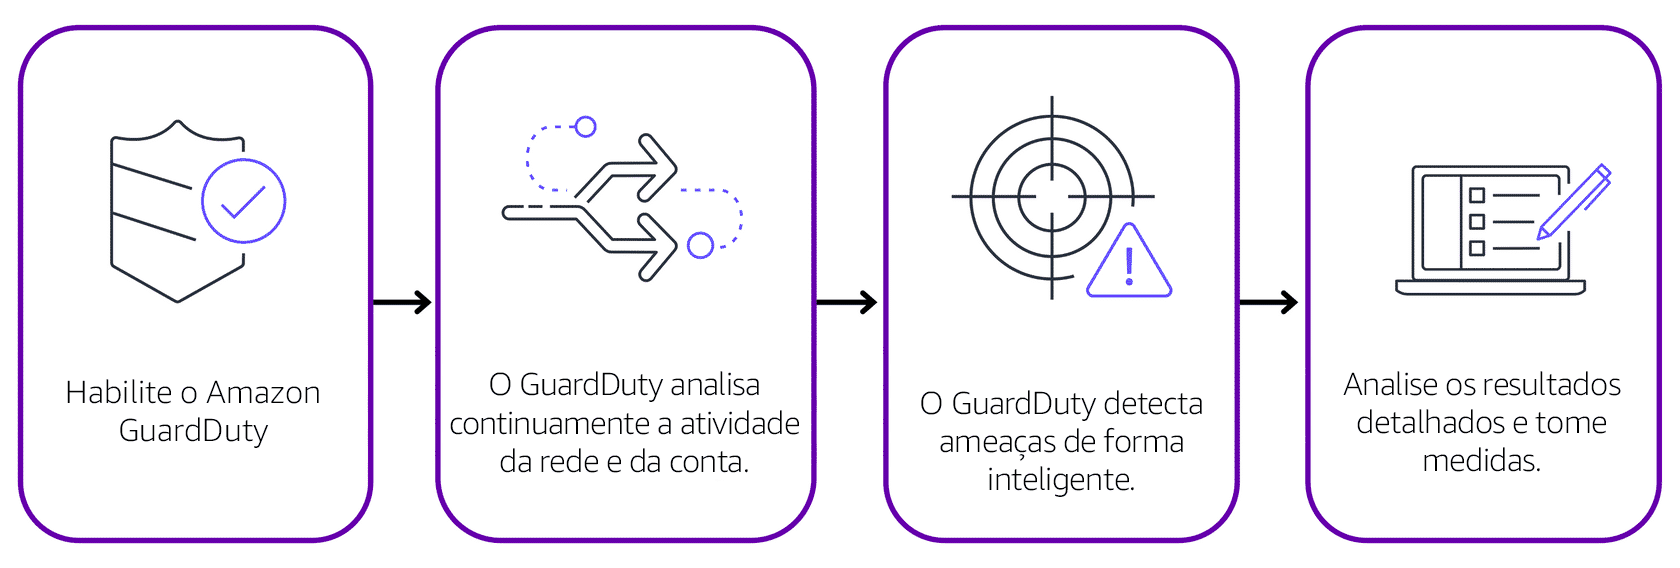 Habilite o Amazon
GuardDuty
O GuardDuty analisa
continuamente a atividade
da rede e da conta.
O GuardDuty detecta
ameaças de forma
inteligente.
Analise os resultados
detalhados e tome
medidas.